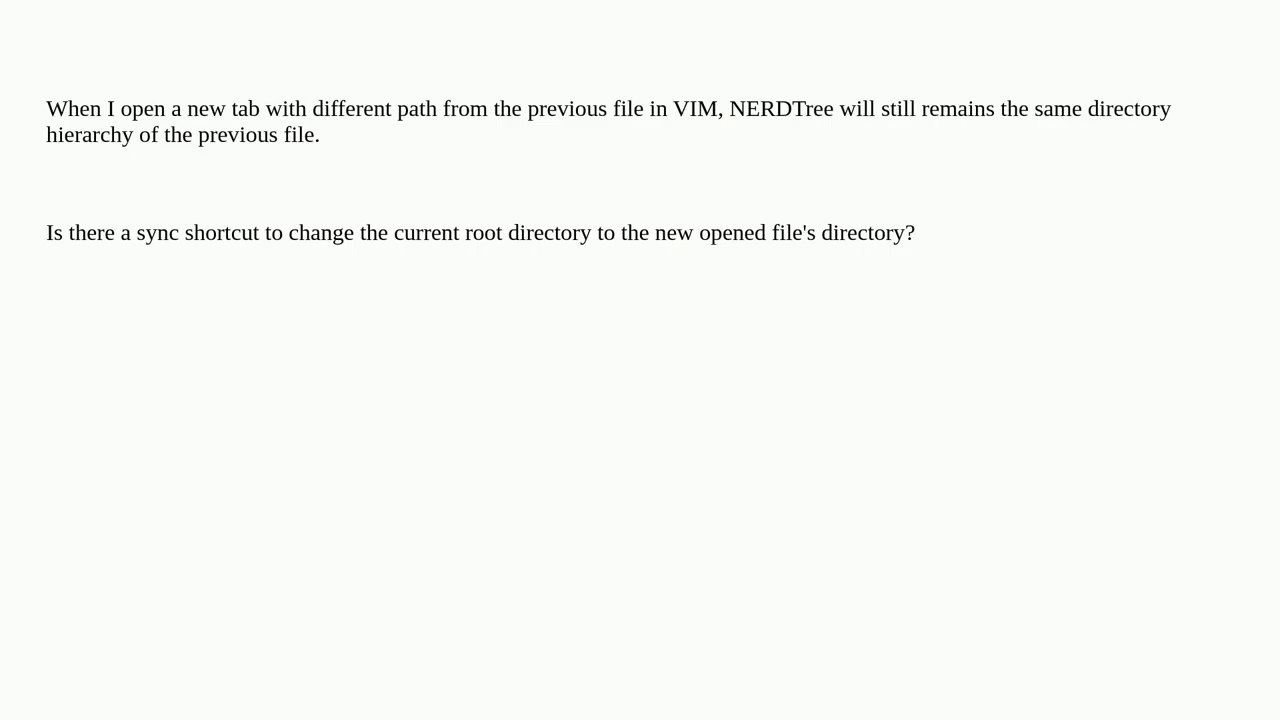 When I open a new tab with different path from the previous file in VIM, NERDTree will still remains the same directory
hierarchy of the previous file.
Is there a sync shortcut to change the current root directory to the new opened file's directory?